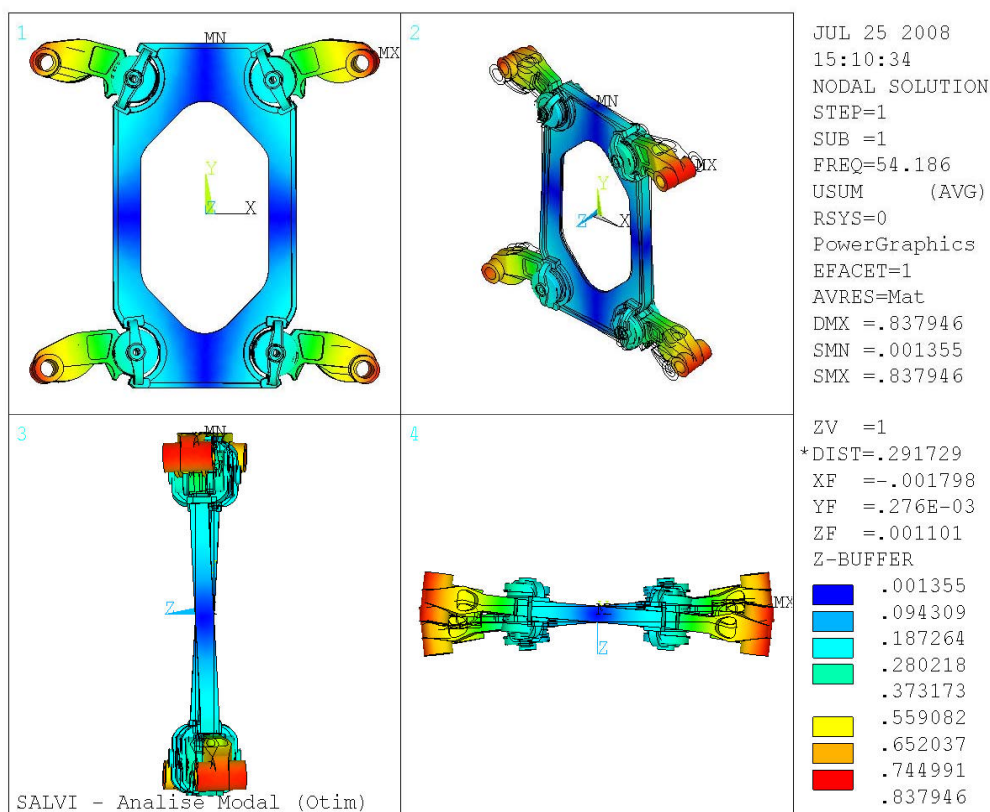 1
MN
MX
Y
Z
X
2
MN
MX
Y
Z
X
3
MN
Z
4
MX
Z
SALVI - Analise Modal (Otim)
JUL 25 2008
15:10:34
NODAL SOLUTION
STEP=1
SUB =1
FREQ=54.186
USUM (AVG)
RSYS=0
PowerGraphics
EFACET=1
AVRES=Mat
DMX =.837946
SMN =.001355
SMX =.837946
ZV =1
*DIST=.291729
XF =-.001798
YF =.276E-03
ZF =.001101
Z-BUFFER
.001355
.094309
.187264
.280218
.373173
.559082
.652037
.744991
.837946